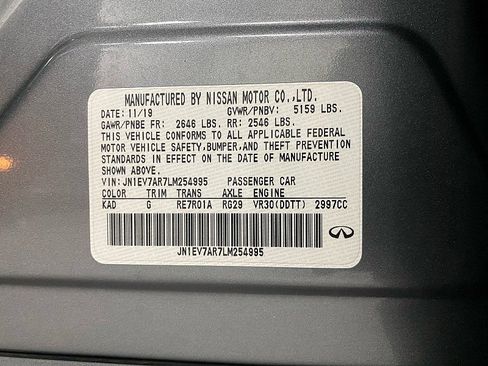 MANUFACTURED BY NISSAN MOTOR CO.,LTD.
DATE: 11/19 GVWR/PNBV: 5159 LBS.
GAWR/PNBE FR: 2646 LBS. RR: 2546 LBS.
THIS VEHICLE CONFORMS TO ALL APPLICABLE FEDERAL
MOTOR VEHICLE SAFETY,BUMPER,AND THEFT PREVENTION
STANDARDS IN EFFECT ON THE DATE OF MANUFACTURE
SHOWN ABOVE.
VIN: JN1EV7AR7LM254995 PASSENGER CAR
COLOR TRIM TRANS AXLE ENGINE
KAD G RE7R01A RG29 VR30(DDTT) 2997CC
JN1EV7AR7LM254995